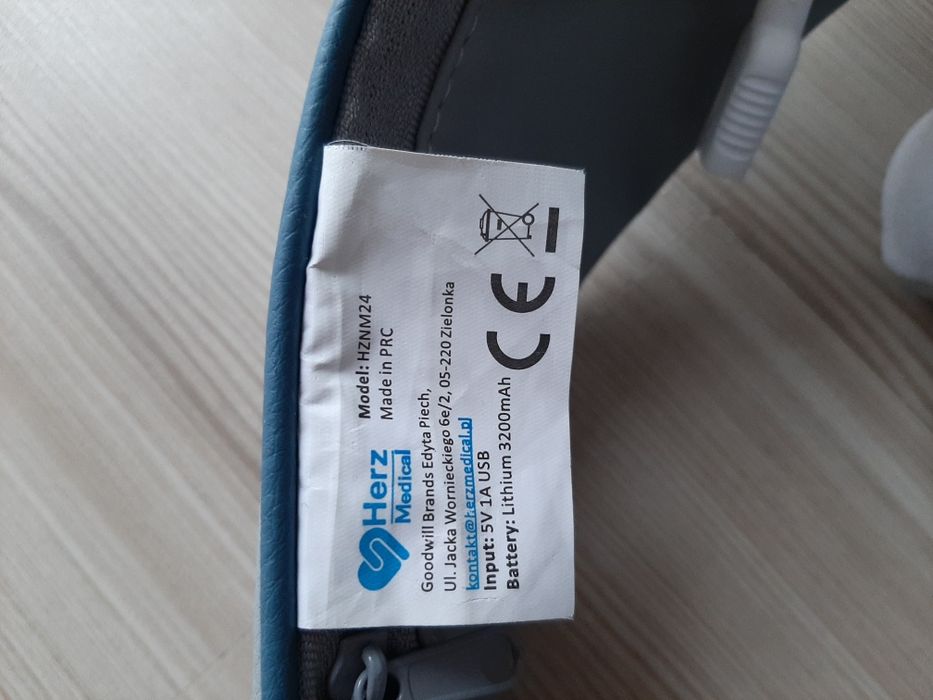 Herz
Medical
Model: HZNM24
Made in PRC
Goodwill Brands Edyta Piech,
Ul. Jacka Wornieckiego 6e/2, 05-220 Zielonka
kontakt@herzmedical.pl
Input: 5V 1A USB
Battery: Lithium 3200mAh
CE